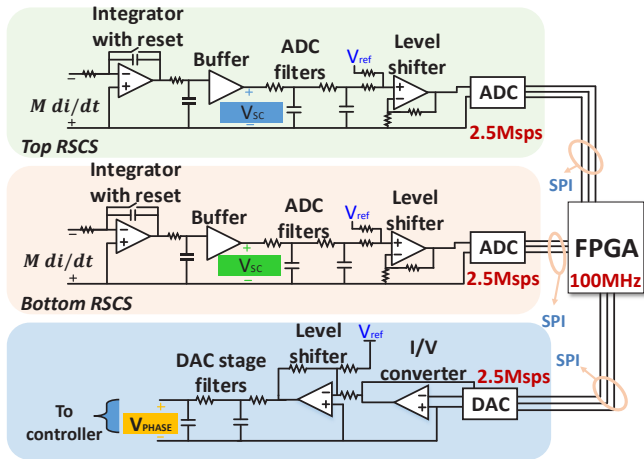 Integrator
with reset
Buffer
ADC
filters
Vref
Level
shifter
ADC
M di/dt
VSC
2.5Msps
Top RSCS
SPI
Integrator
with reset
Buffer
ADC
filters
Vref
Level
shifter
ADC
M di/dt
VSC
2.5Msps
Bottom RSCS
SPI
FPGA
100MHz
DAC stage
filters
Level
shifter
Vref
I/V
converter
2.5Msps
DAC
SPI
To
controller
VPHASE